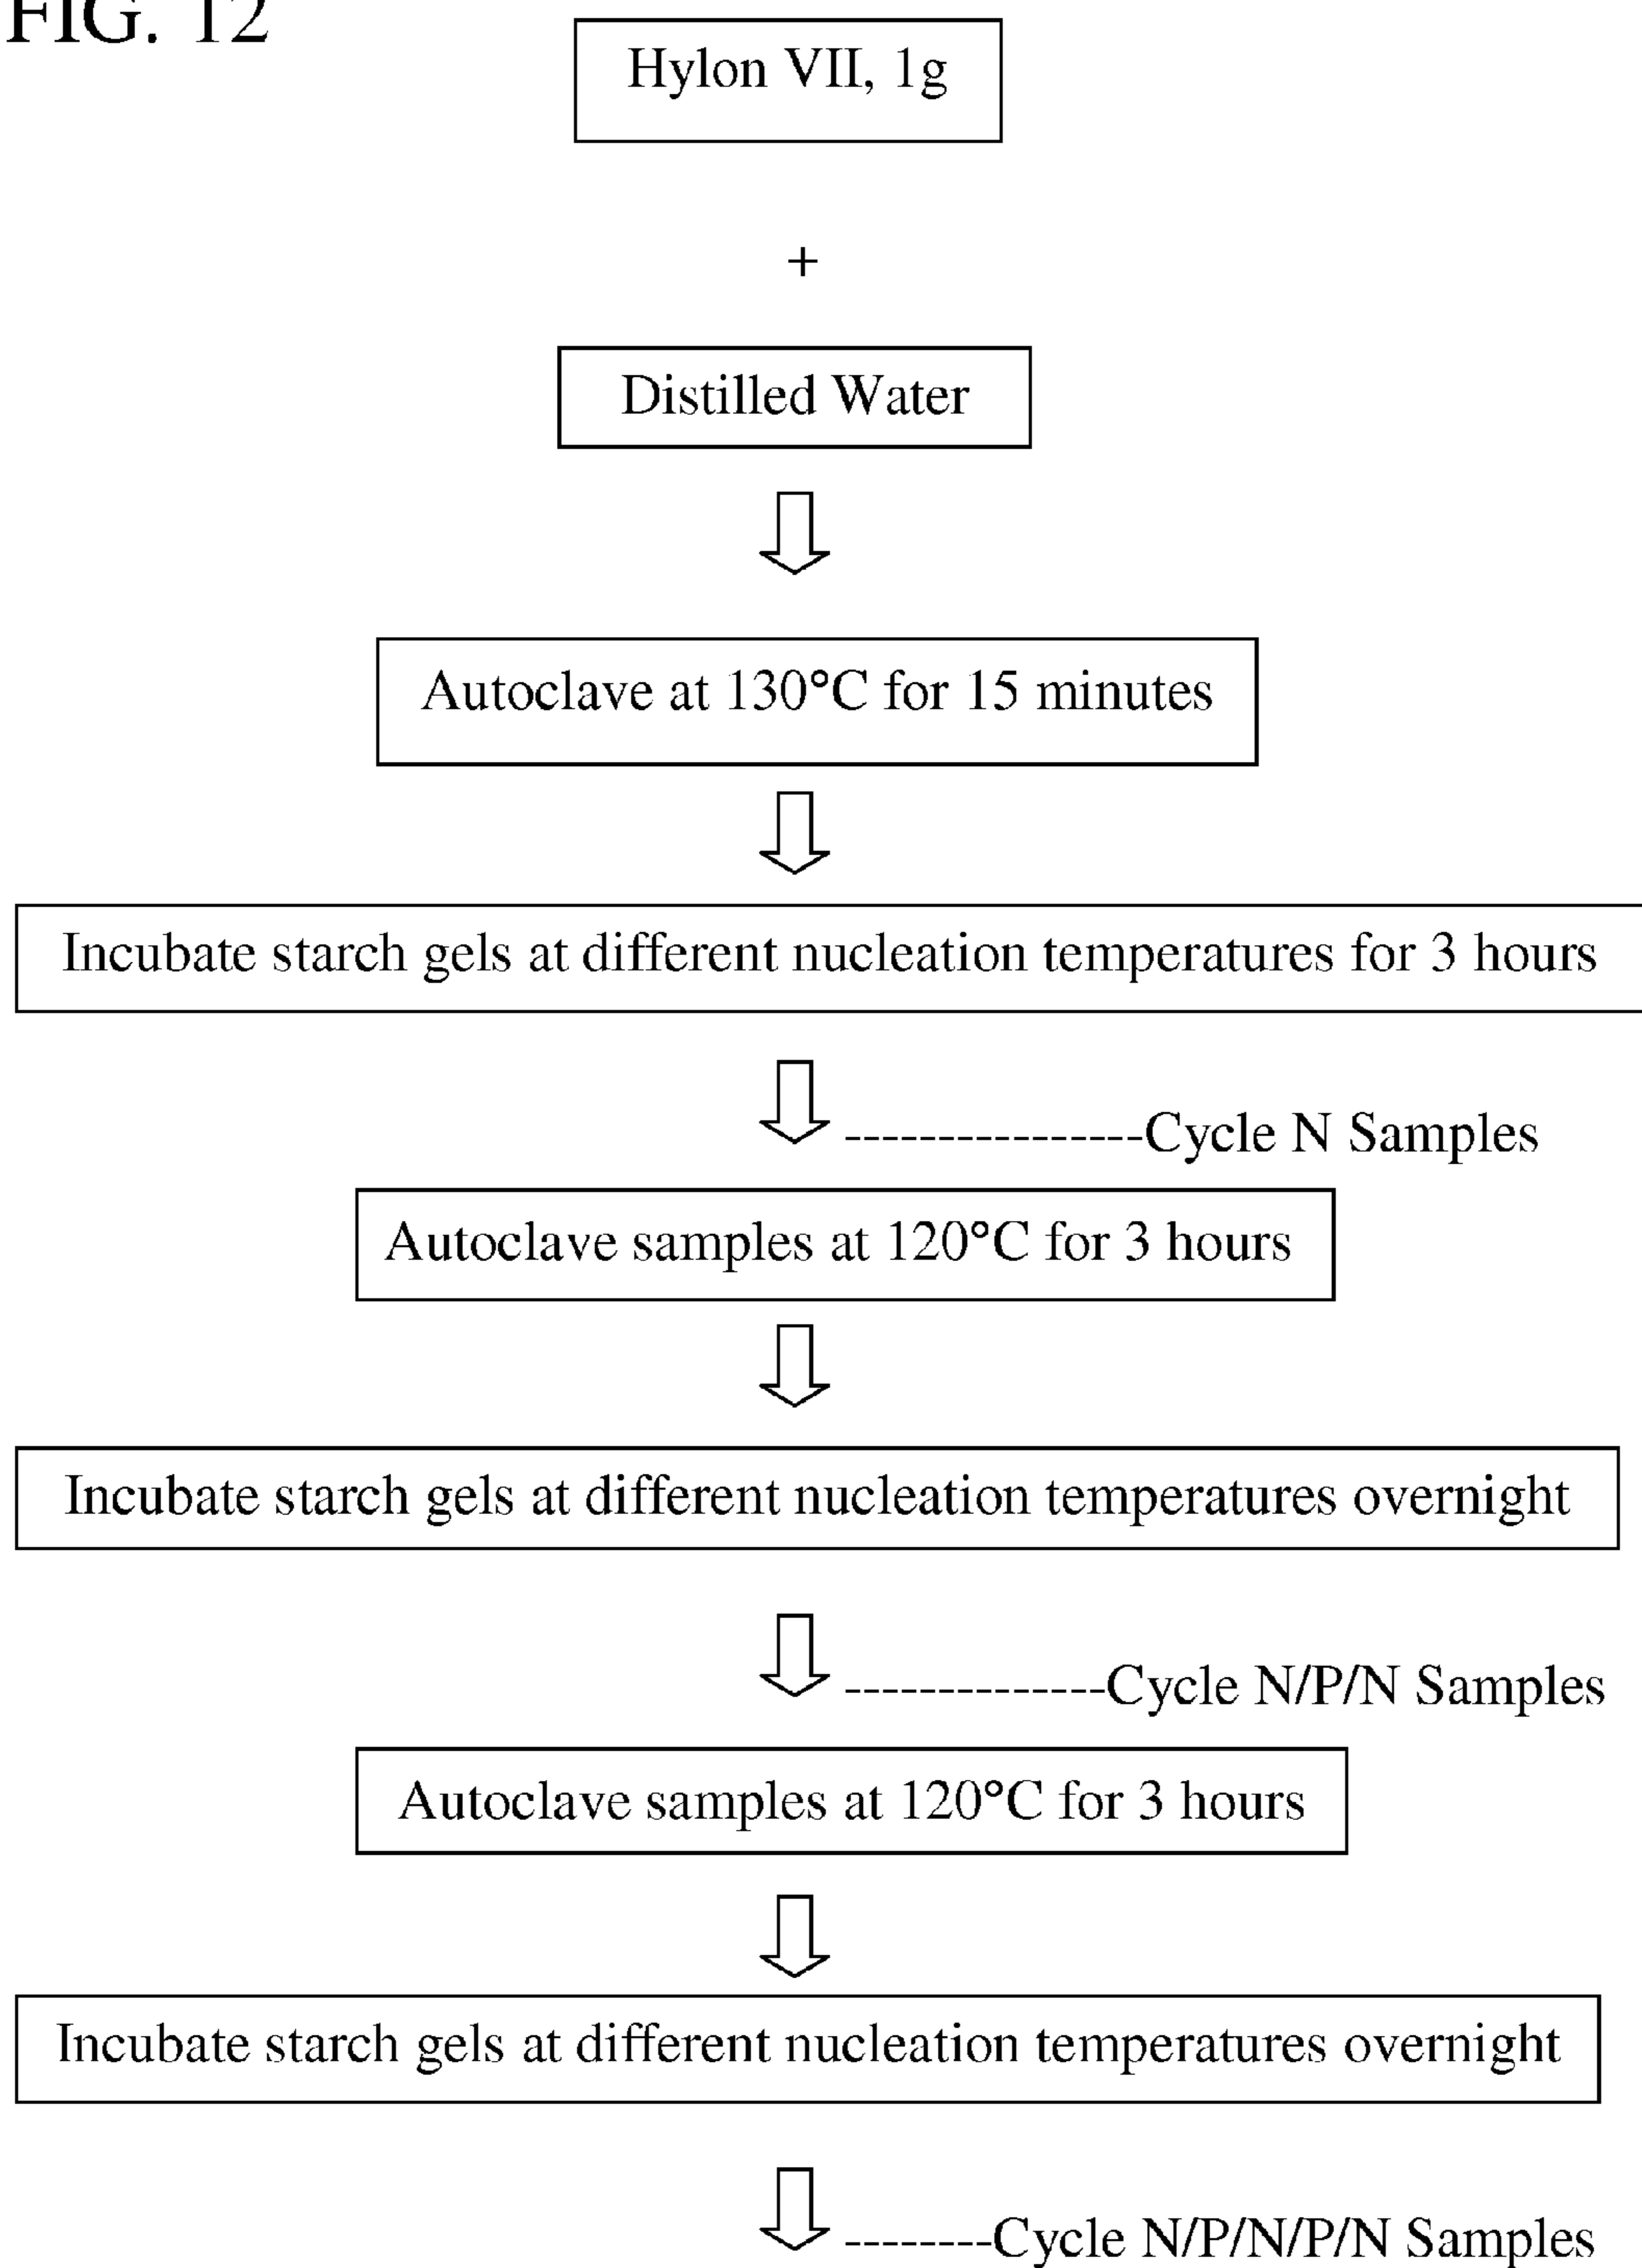 FIG. 12
Hylon VII, 1g
+
Distilled Water
Autoclave at 130°C for 15 minutes
Incubate starch gels at different nucleation temperatures for 3 hours
---------------Cycle N Samples
Autoclave samples at 120°C for 3 hours
Incubate starch gels at different nucleation temperatures overnight
-------------Cycle N/P/N Samples
Autoclave samples at 120°C for 3 hours
Incubate starch gels at different nucleation temperatures overnight
-------Cycle N/P/N/P/N Samples